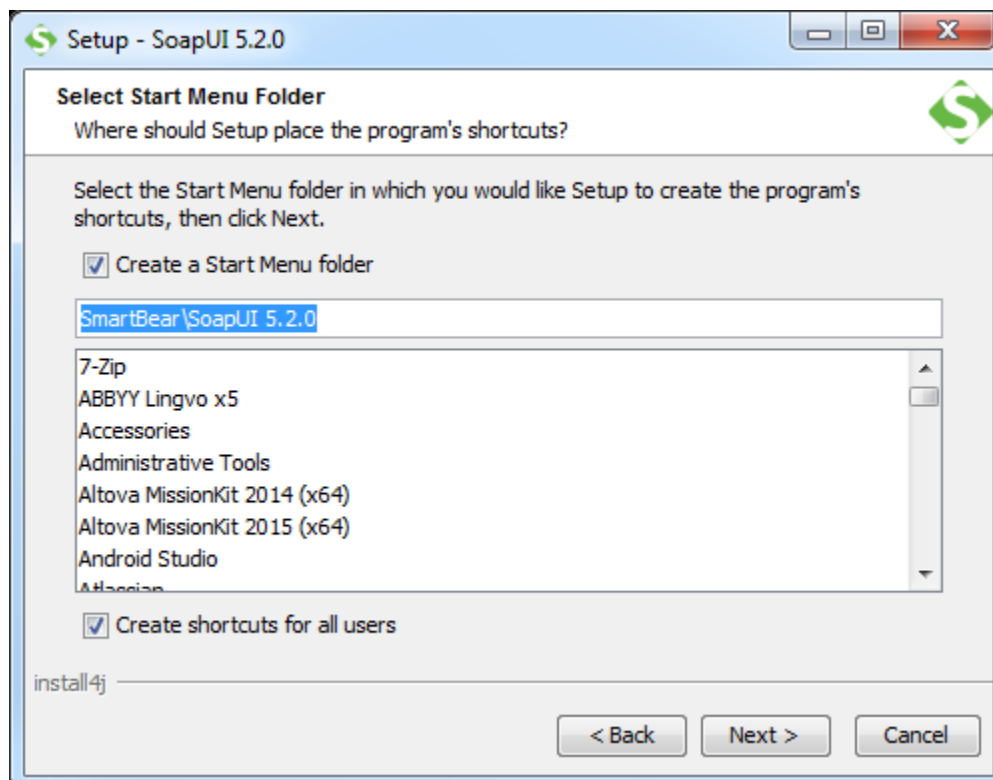 Setup - SoapUI 5.2.0
Select Start Menu Folder
Where should Setup place the program's shortcuts?
Select the Start Menu folder in which you would like Setup to create the program's
shortcuts, then click Next.
Create a Start Menu folder
SmartBear\SoapUI 5.2.0
7-Zip
ABBYY Lingvo x5
Accessories
Administrative Tools
Altova MissionKit 2014 (x64)
Altova MissionKit 2015 (x64)
Android Studio
Atlassian
Create shortcuts for all users
install4j
< Back Next > Cancel